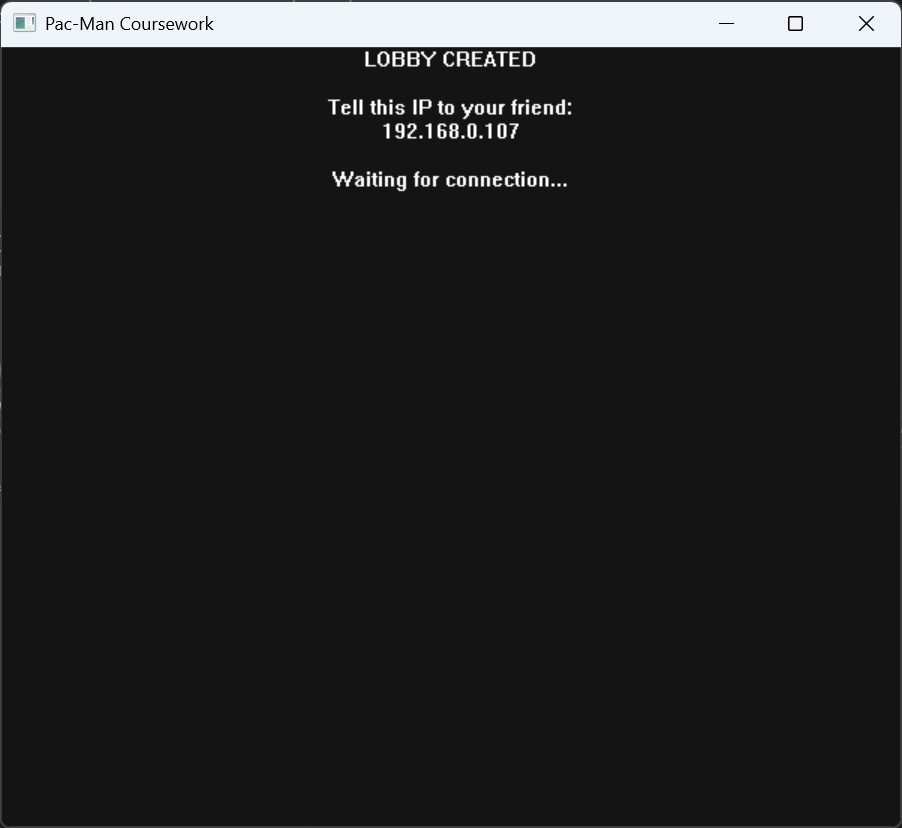 Pac-Man Coursework
LOBBY CREATED
Tell this IP to your friend:
192.168.0.107
Waiting for connection...